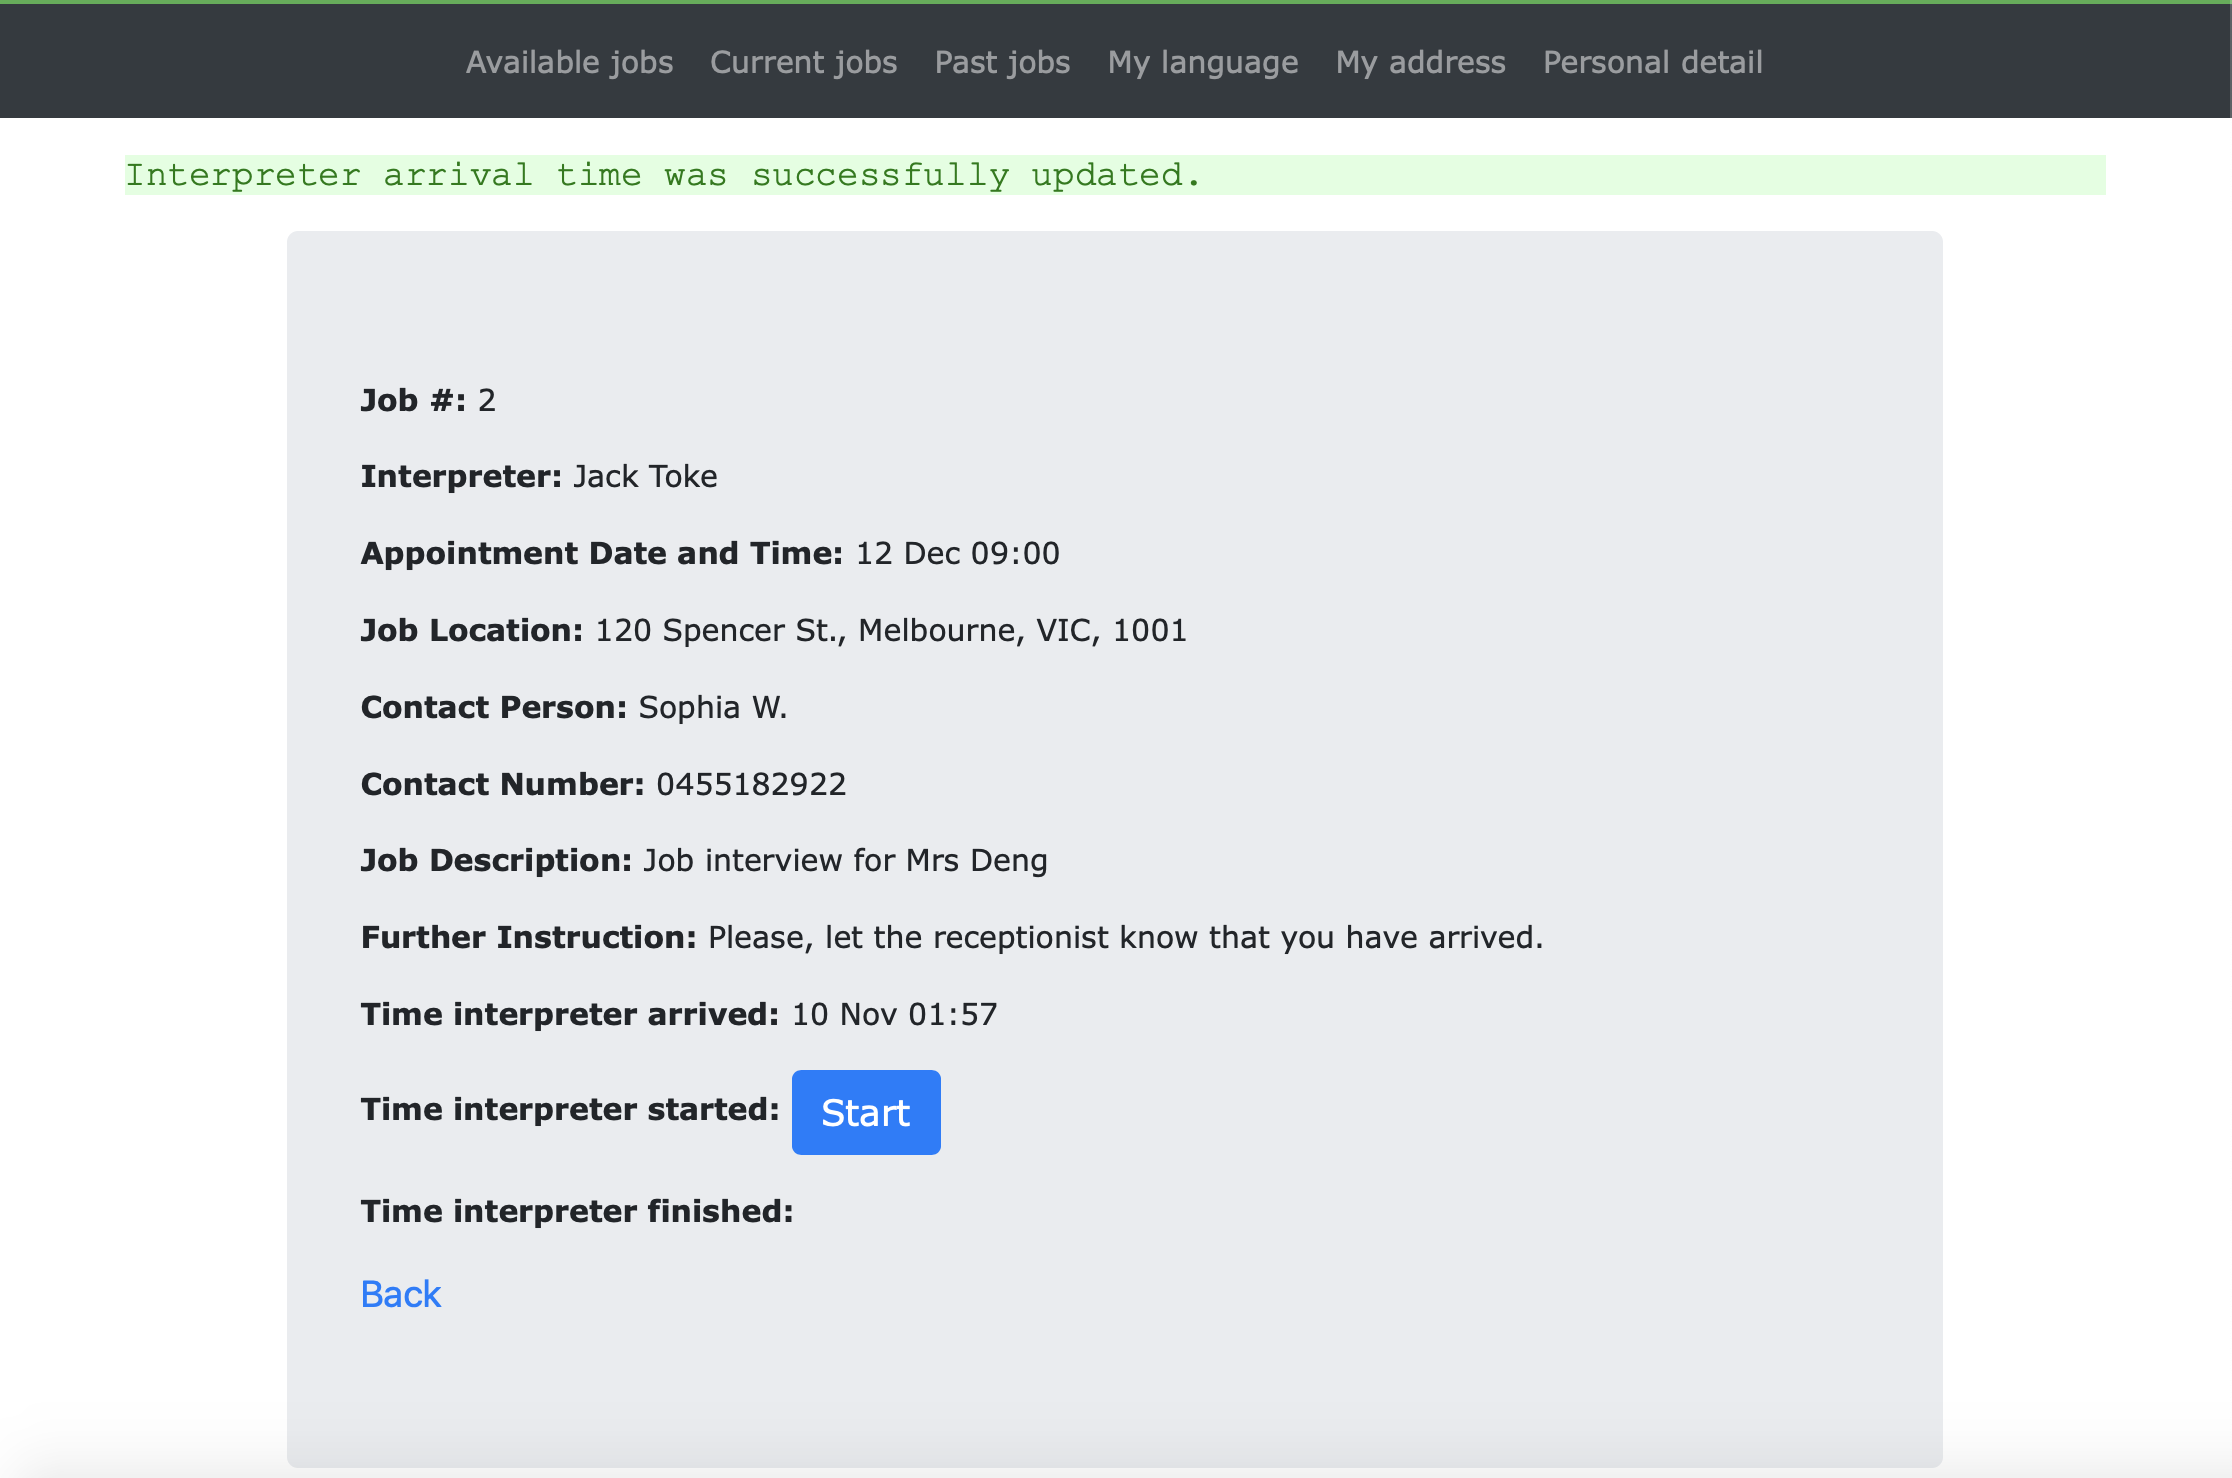 Available jobs Current jobs Past jobs My language My address Personal detail
Interpreter arrival time was successfully updated.
Job #: 2
Interpreter: Jack Toke
Appointment Date and Time: 12 Dec 09:00
Job Location: 120 Spencer St., Melbourne, VIC, 1001
Contact Person: Sophia W.
Contact Number: 0455182922
Job Description: Job interview for Mrs Deng
Further Instruction: Please, let the receptionist know that you have arrived.
Time interpreter arrived: 10 Nov 01:57
Time interpreter started: Start
Time interpreter finished:
Back